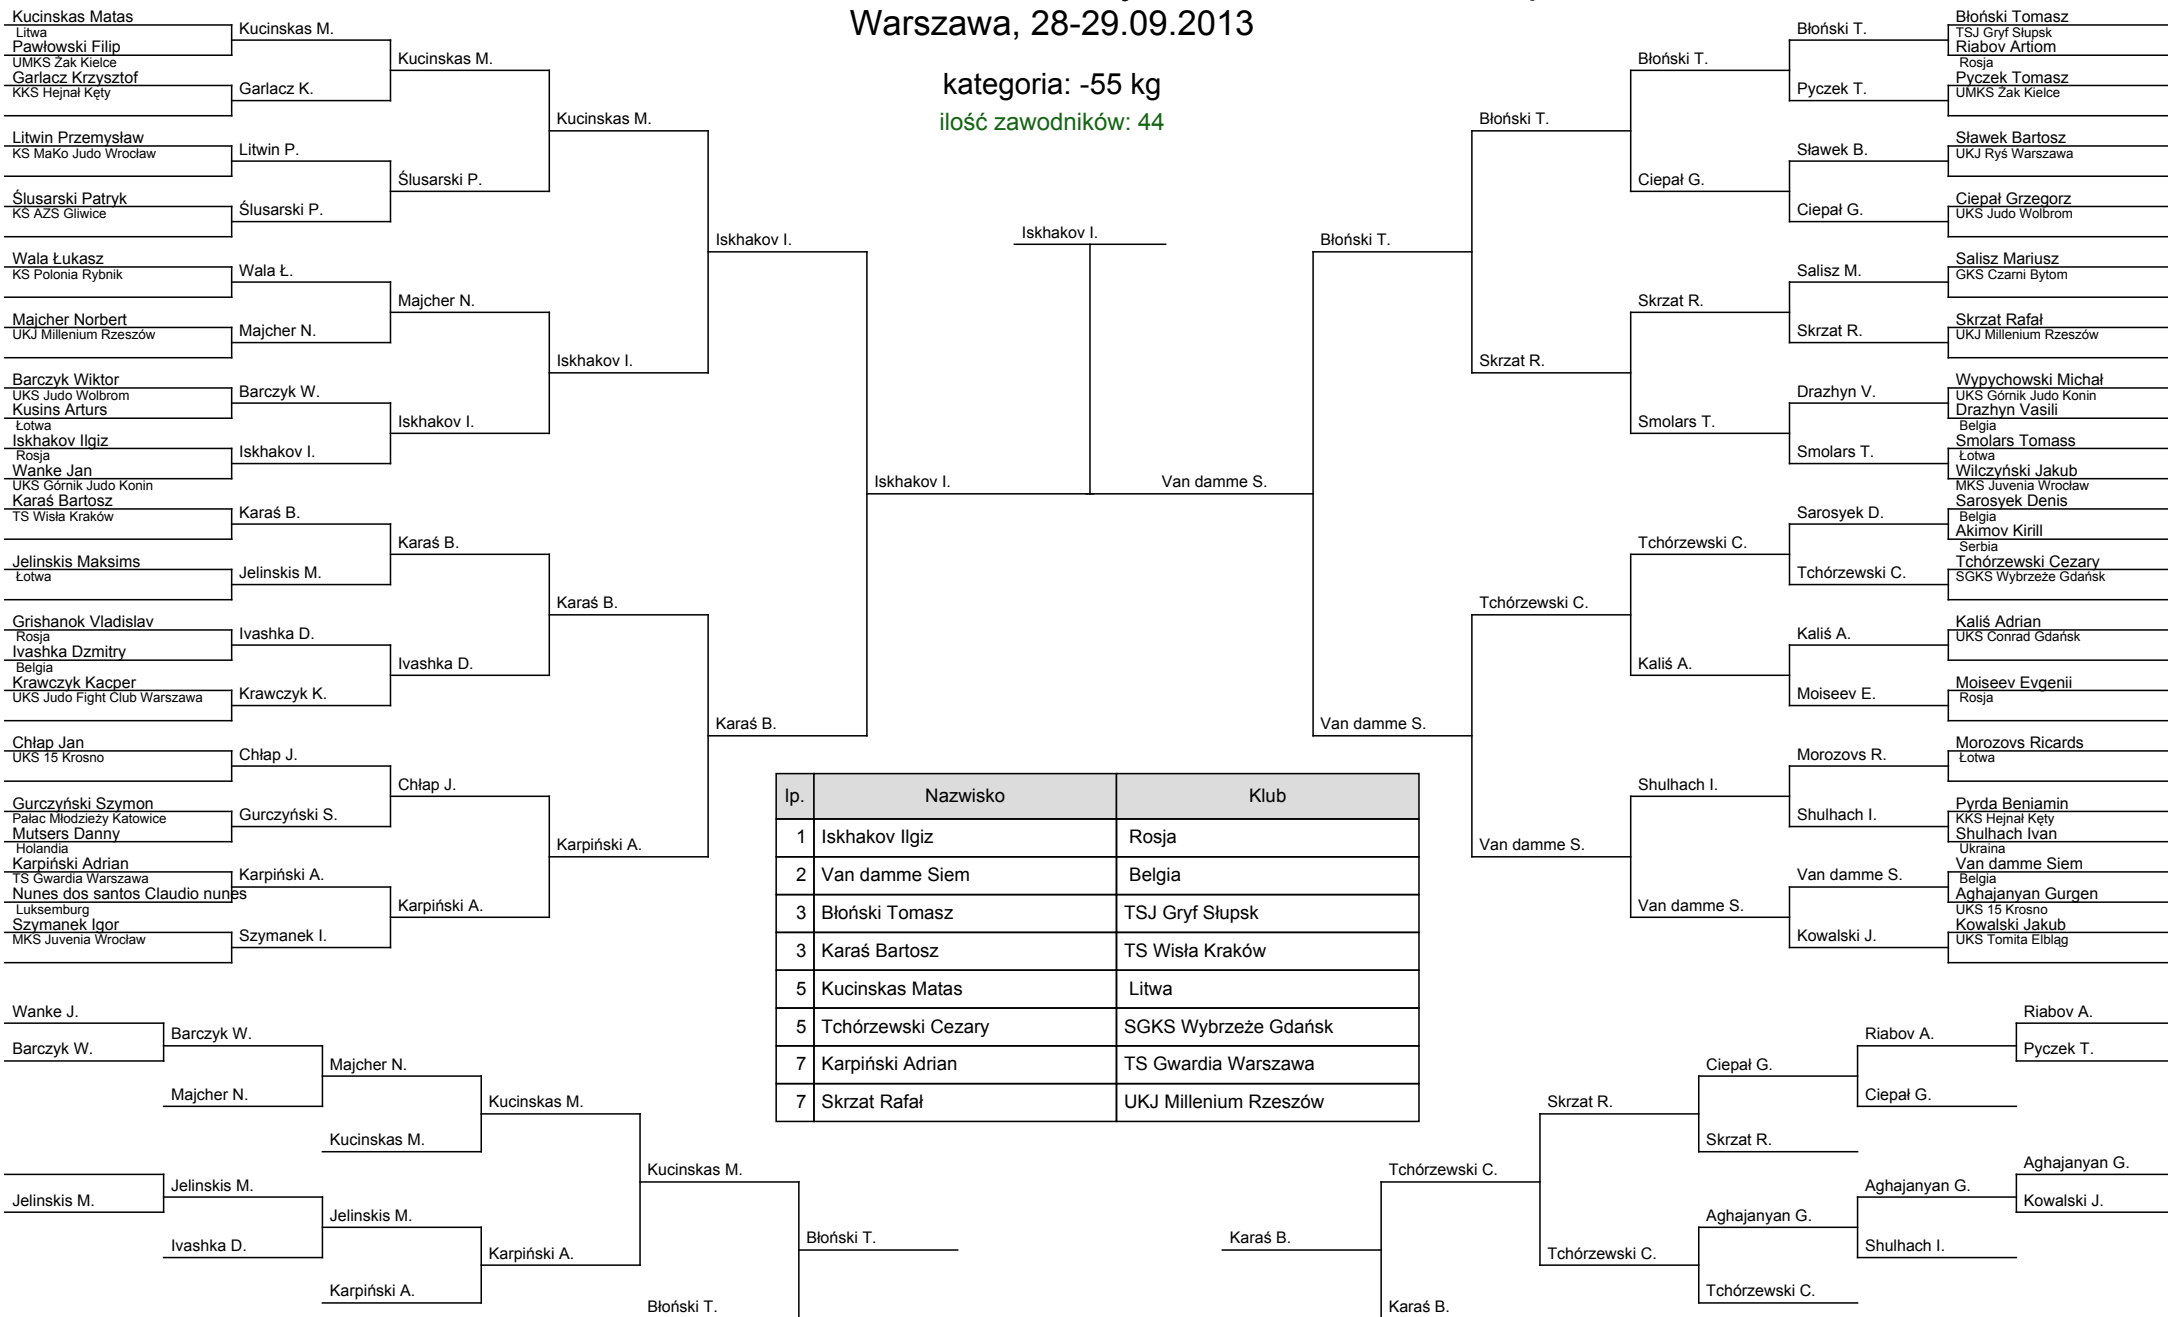 Warszawa, 28-29.09.2013
kategoria: -55 kg
ilość zawodników: 44
Kucinskas Matas
Litwa
Pawłowski Filip
UMKS Żak Kielce
Garlacz Krzysztof
KKS Hejnał Kęty
Litwin Przemysław
KS MaKo Judo Wrocław
Ślusarski Patryk
KS AZS Gliwice
Wala Łukasz
KS Polonia Rybnik
Majcher Norbert
UKJ Millenium Rzeszów
Barczyk Wiktor
UKS Judo Wolbrom
Kusins Arturs
Łotwa
Iskhakov Ilgiz
Rosja
Wanke Jan
UKS Górnik Judo Konin
Karaś Bartosz
TS Wisła Kraków
Jelinskis Maksims
Łotwa
Grishanok Vladislav
Rosja
Ivashka Dzmitry
Belgia
Krawczyk Kacper
UKS Judo Fight Club Warszawa
Chłap Jan
UKS 15 Krosno
Gurczyński Szymon
Pałac Młodzieży Katowice
Mutsers Danny
Holandia
Karpiński Adrian
TS Gwardia Warszawa
Nunes dos santos Claudio nunes
Luksemburg
Szymanek Igor
MKS Juvenia Wrocław
Kucinskas M.
Garlacz K.
Litwin P.
Ślusarski P.
Wala Ł.
Majcher N.
Barczyk W.
Iskhakov I.
Karaś B.
Jelinskis M.
Ivashka D.
Krawczyk K.
Chłap J.
Gurczyński S.
Karpiński A.
Szymanek I.
Kucinskas M.
Ślusarski P.
Majcher N.
Iskhakov I.
Karaś B.
Ivashka D.
Chłap J.
Karpiński A.
Kucinskas M.
Iskhakov I.
Karaś B.
Karpiński A.
Iskhakov I.
Karaś B.
Iskhakov I.
Iskhakov I.
Van damme S.
Błoński T.
Van damme S.
Błoński T.
Skrzat R.
Tchórzewski C.
Van damme S.
Błoński T.
Ciepał G.
Skrzat R.
Smolars T.
Tchórzewski C.
Kaliś A.
Shulhach I.
Van damme S.
Błoński T.
Pyczek T.
Sławek B.
Ciepał G.
Salisz M.
Skrzat R.
Drazhyn V.
Smolars T.
Sarosyek D.
Tchórzewski C.
Kaliś A.
Moiseev E.
Morozovs R.
Shulhach I.
Van damme S.
Kowalski J.
Błoński Tomasz
TSJ Gryf Słupsk
Riabov Artiom
Rosja
Pyczek Tomasz
UMKS Żak Kielce
Sławek Bartosz
UKJ Ryś Warszawa
Ciepał Grzegorz
UKS Judo Wolbrom
Salisz Mariusz
GKS Czarni Bytom
Skrzat Rafał
UKJ Millenium Rzeszów
Wypychowski Michał
UKS Górnik Judo Konin
Drazhyn Vasili
Belgia
Smolars Tomass
Łotwa
Wilczyński Jakub
MKS Juvenia Wrocław
Sarosyek Denis
Belgia
Akimov Kirill
Serbia
Tchórzewski Cezary
SGKS Wybrzeże Gdańsk
Kaliś Adrian
UKS Conrad Gdańsk
Moiseev Evgenii
Rosja
Morozovs Ricards
Łotwa
Pyrda Beniamin
KKS Hejnał Kęty
Shulhach Ivan
Ukraina
Van damme Siem
Belgia
Aghajanyan Gurgen
UKS 15 Krosno
Kowalski Jakub
UKS Tomita Elbląg
lp. Nazwisko Klub
1 Iskhakov Ilgiz Rosja
2 Van damme Siem Belgia
3 Błoński Tomasz TSJ Gryf Słupsk
3 Karaś Bartosz TS Wisła Kraków
5 Kucinskas Matas Litwa
5 Tchórzewski Cezary SGKS Wybrzeże Gdańsk
7 Karpiński Adrian TS Gwardia Warszawa
7 Skrzat Rafał UKJ Millenium Rzeszów
Wanke J.
Barczyk W.
Jelinskis M.
Barczyk W.
Majcher N.
Jelinskis M.
Ivashka D.
Majcher N.
Kucinskas M.
Jelinskis M.
Karpiński A.
Kucinskas M.
Karpiński A.
Kucinskas M.
Błoński T.
Błoński T.
Karaś B.
Tchórzewski C.
Karaś B.
Skrzat R.
Tchórzewski C.
Ciepał G.
Skrzat R.
Aghajanyan G.
Tchórzewski C.
Riabov A.
Ciepał G.
Aghajanyan G.
Shulhach I.
Riabov A.
Pyczek T.
Aghajanyan G.
Kowalski J.